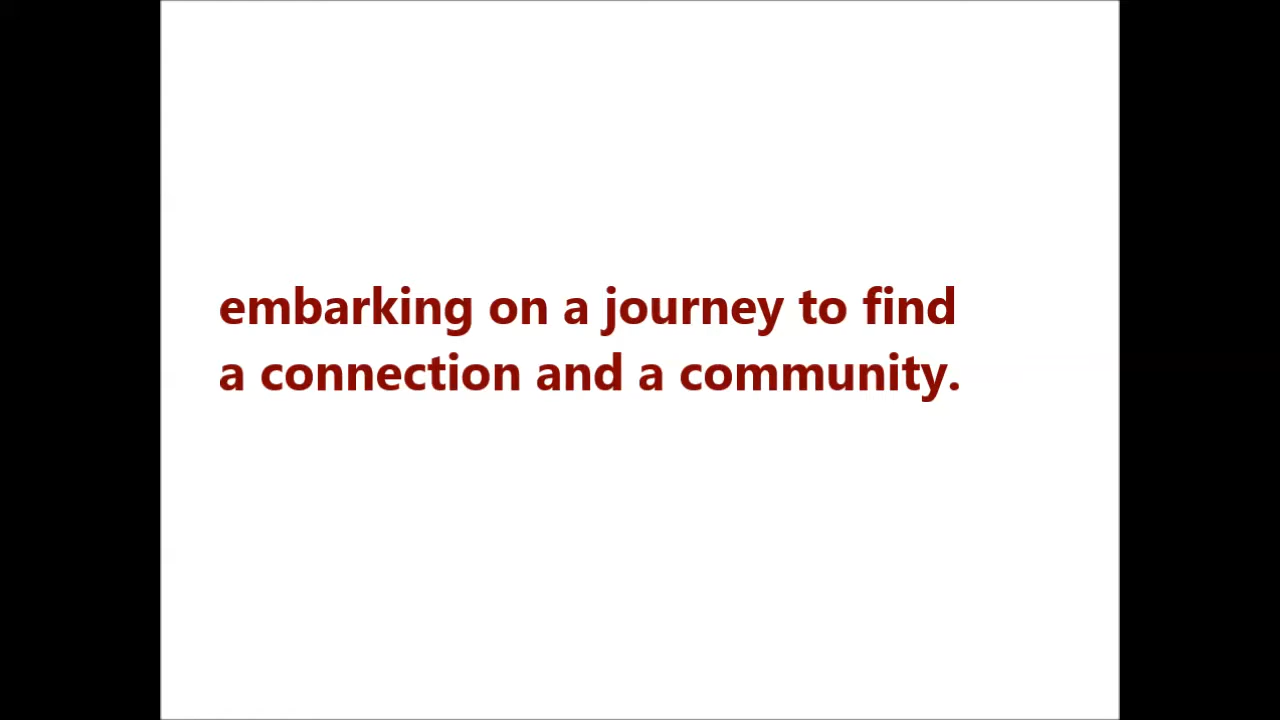 embarking on a journey to find
a connection and a community.